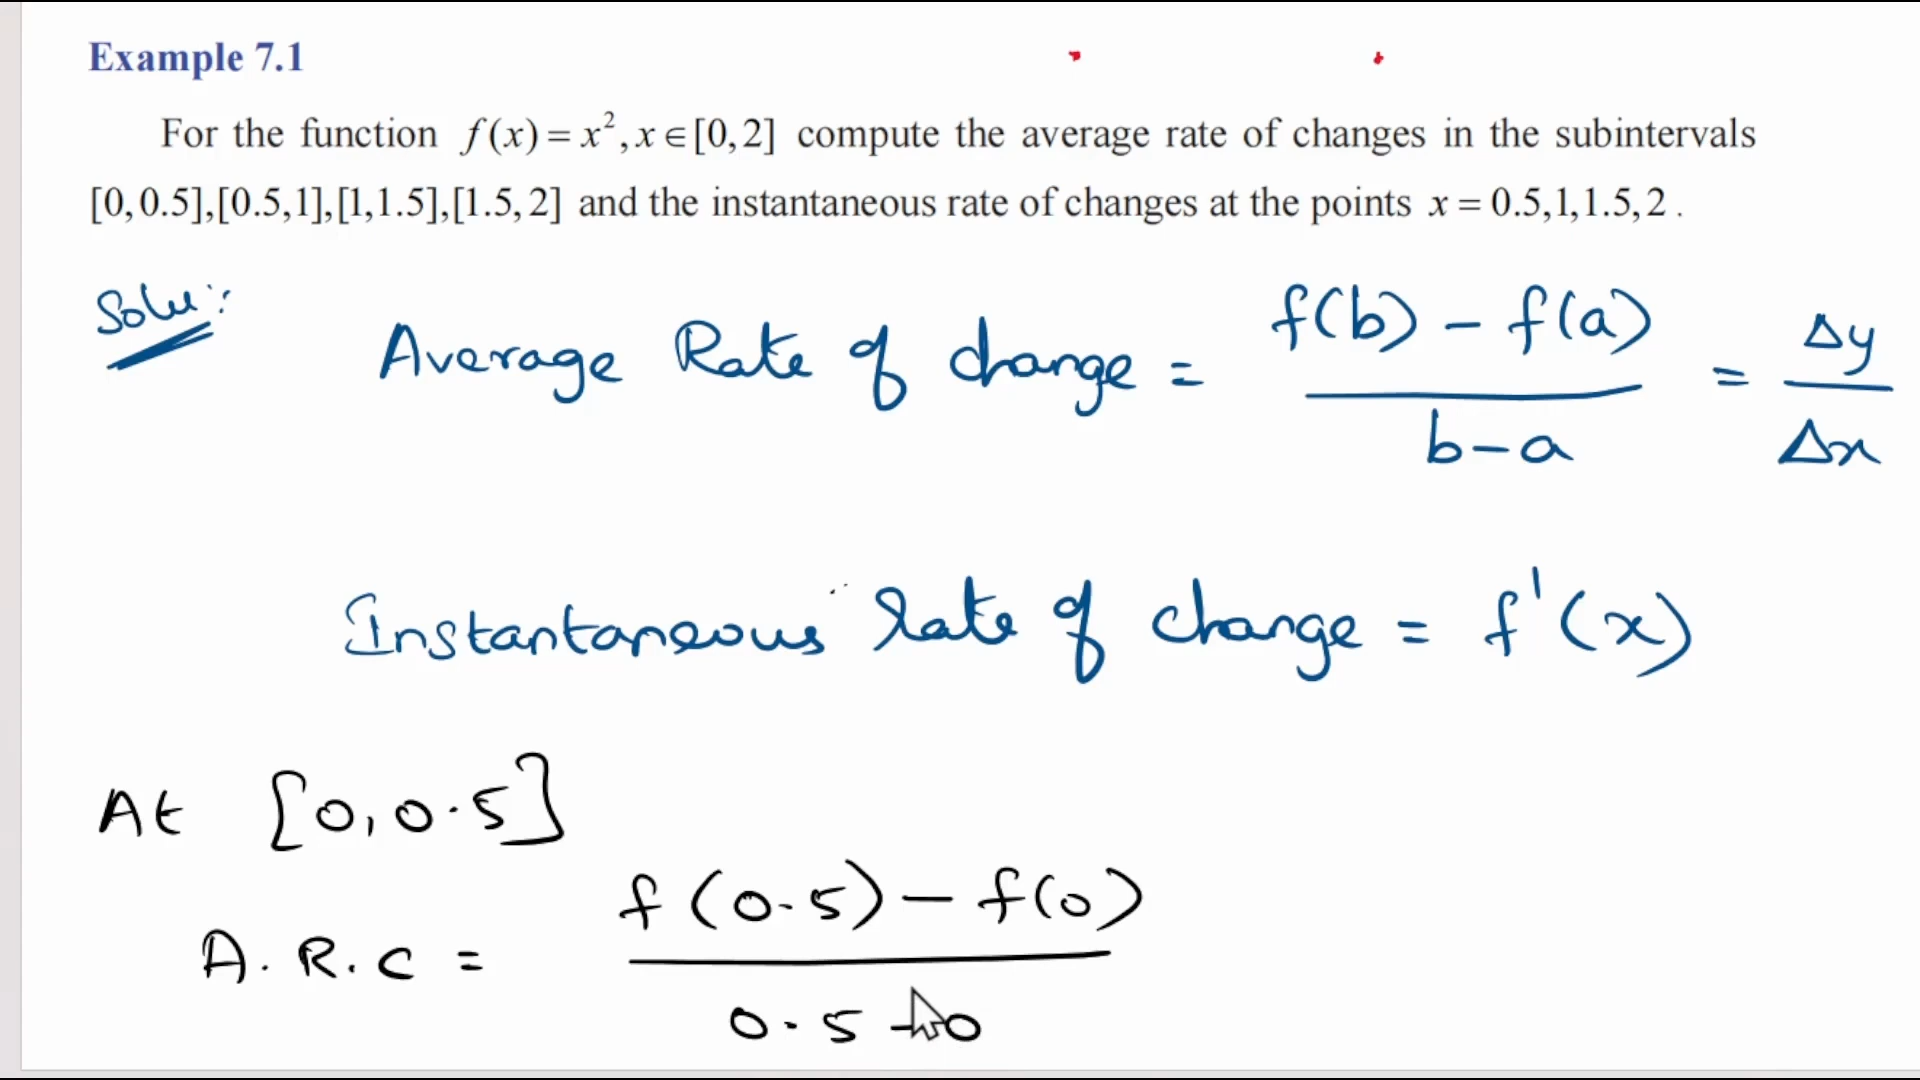 Example 7.1
For the function f(x) = x², x ∈ [0, 2] compute the average rate of changes in the subintervals
[0, 0.5], [0.5, 1], [1, 1.5], [1.5, 2] and the instantaneous rate of changes at the points x = 0.5, 1, 1.5, 2 .
Solu:
Average Rate of change = f(b) - f(a) / b - a = Δy / Δx
Instantaneous Rate of change = f'(x)
At [0, 0.5]
A.R.C = f(0.5) - f(0) / 0.5 - 0